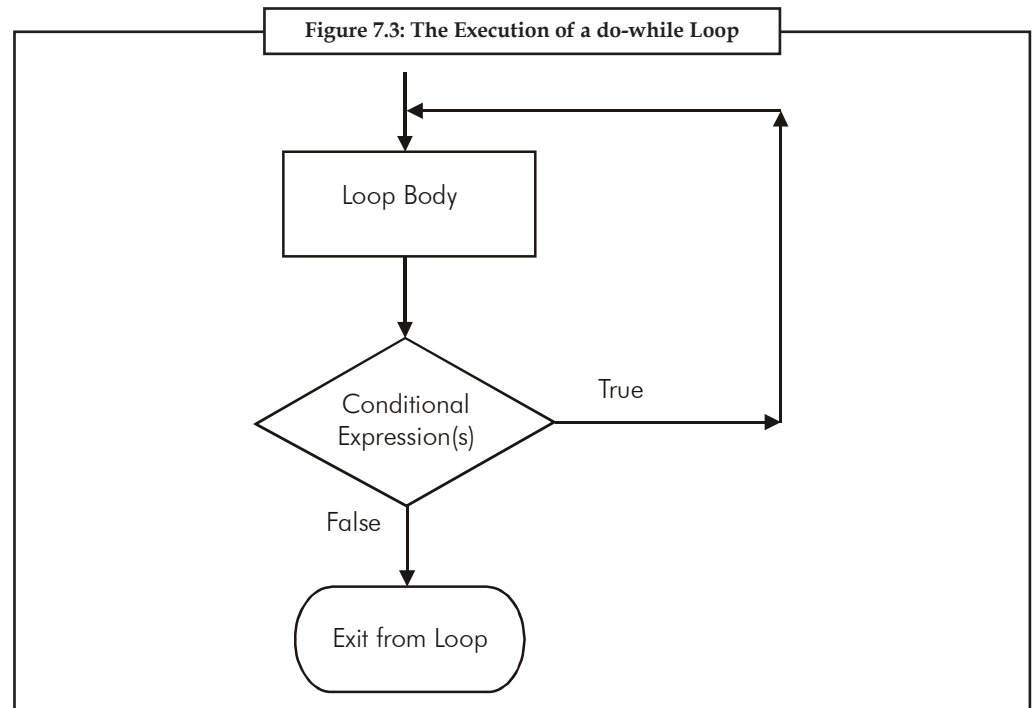 Figure 7.3: The Execution of a do-while Loop
Loop Body
Conditional
Expression(s)
True
False
Exit from Loop